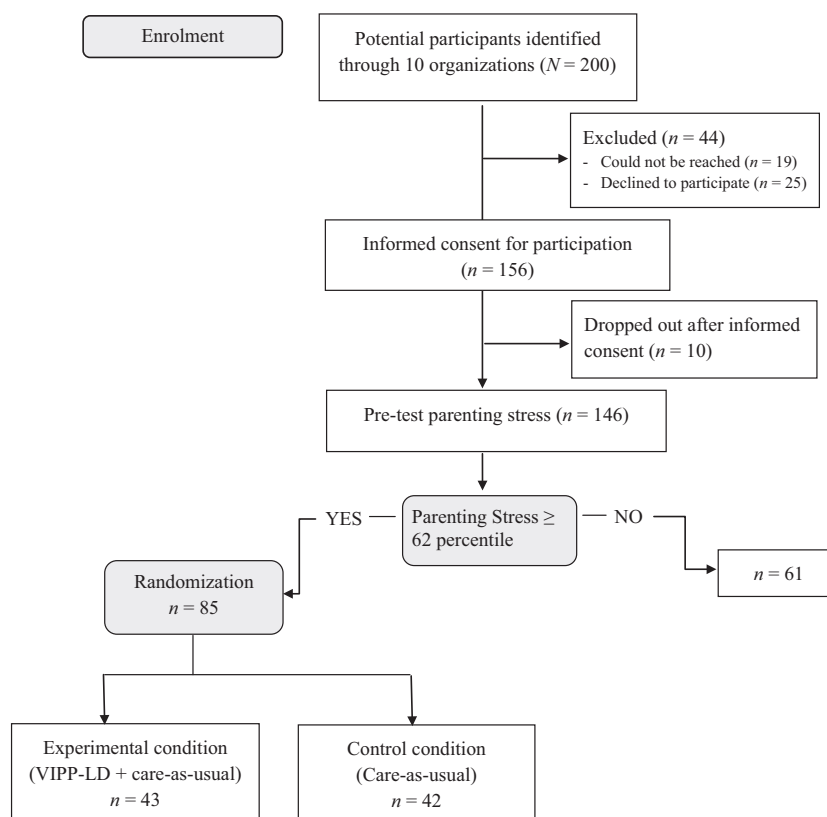 Enrolment
Potential participants identified
through 10 organizations (N = 200)
Excluded (n = 44)
- Could not be reached (n = 19)
- Declined to participate (n = 25)
Informed consent for participation
(n = 156)
Dropped out after informed
consent (n = 10)
Pre-test parenting stress (n = 146)
YES
Parenting Stress ≥
62 percentile
NO
n = 61
Randomization
n = 85
Experimental condition
(VIPP-LD + care-as-usual)
n = 43
Control condition
(Care-as-usual)
n = 42